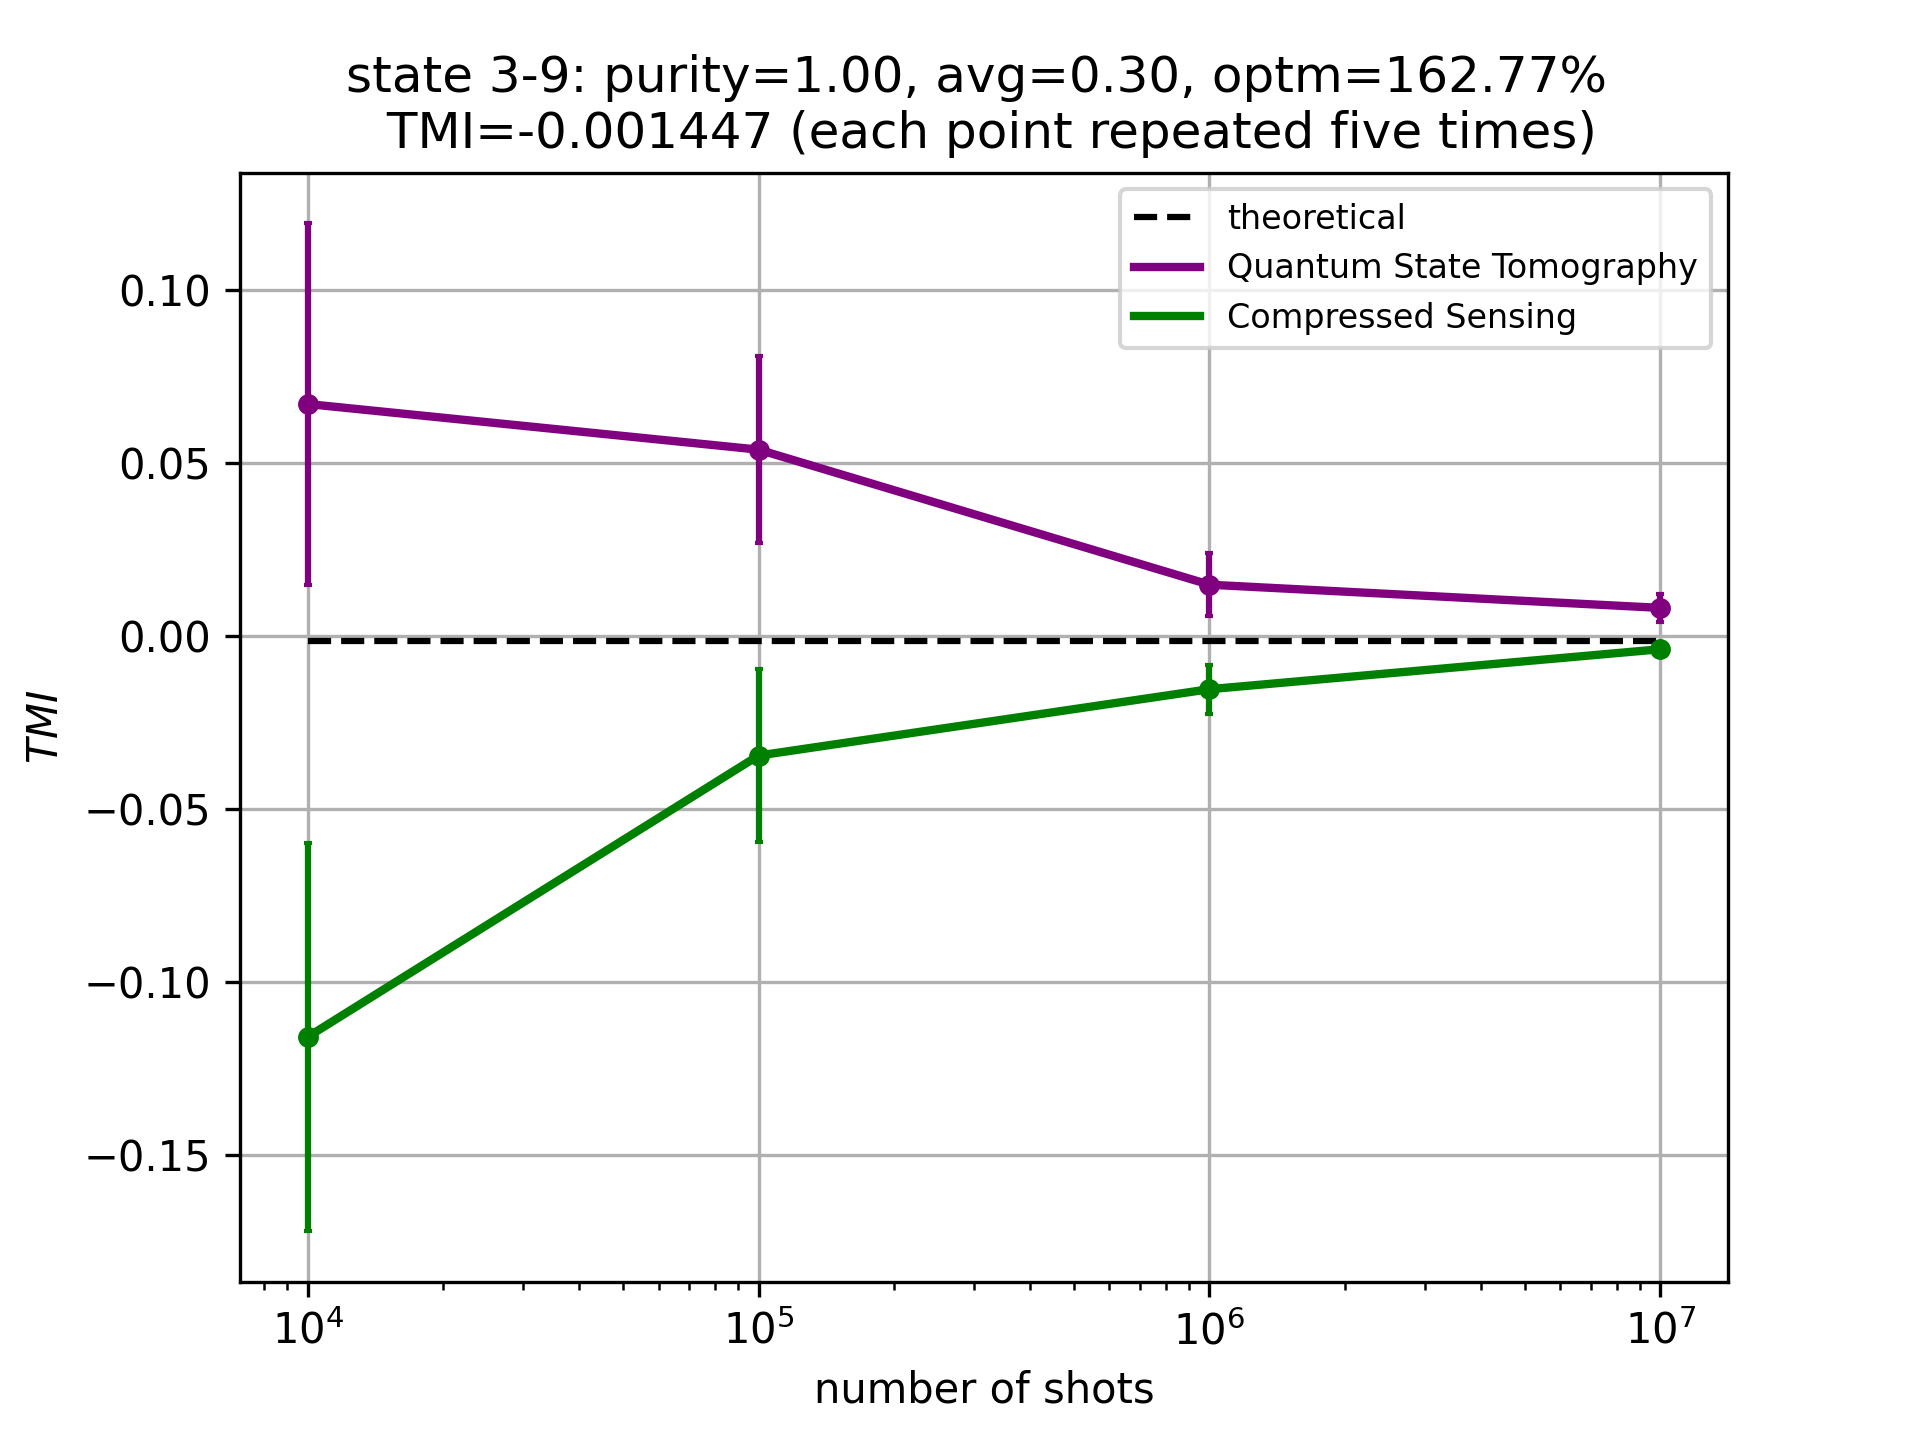 state 3-9: purity=1.00, avg=0.30, optm=162.77%
TMI=-0.001447 (each point repeated five times)
theoretical
Quantum State Tomography
Compressed Sensing
0.10
0.05
0.00
−0.05
−0.10
−0.15
TMI
10⁴
10⁵
10⁶
10⁷
number of shots